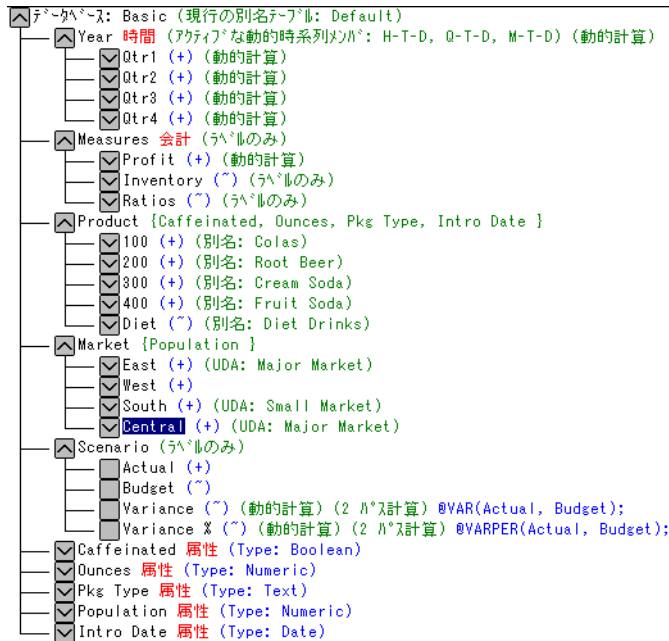 ﾃﾞｰﾀﾍﾞｰｽ: Basic (現行の別名ﾃｰﾌﾞﾙ: Default)
Year 時間 (ｱｸﾃｨﾌﾞな動的時系列ﾒﾝﾊﾞ: H-T-D, Q-T-D, M-T-D) (動的計算)
Qtr1 (+) (動的計算)
Qtr2 (+) (動的計算)
Qtr3 (+) (動的計算)
Qtr4 (+) (動的計算)
Measures 会計 (ﾗﾍﾞﾙのみ)
Profit (+) (動的計算)
Inventory (~) (ﾗﾍﾞﾙのみ)
Ratios (~) (ﾗﾍﾞﾙのみ)
Product {Caffeinated, Ounces, Pkg Type, Intro Date }
100 (+) (別名: Colas)
200 (+) (別名: Root Beer)
300 (+) (別名: Cream Soda)
400 (+) (別名: Fruit Soda)
Diet (~) (別名: Diet Drinks)
Market {Population }
East (+) (UDA: Major Market)
West (+)
South (+) (UDA: Small Market)
Central (+) (UDA: Major Market)
Scenario (ﾗﾍﾞﾙのみ)
Actual (+)
Budget (~)
Variance (~) (動的計算) (2 ﾊﾟｽ計算) @VAR(Actual, Budget);
Variance % (~) (動的計算) (2 ﾊﾟｽ計算) @VARPER(Actual, Budget);
Caffeinated 属性 (Type: Boolean)
Ounces 属性 (Type: Numeric)
Pkg Type 属性 (Type: Text)
Population 属性 (Type: Numeric)
Intro Date 属性 (Type: Date)